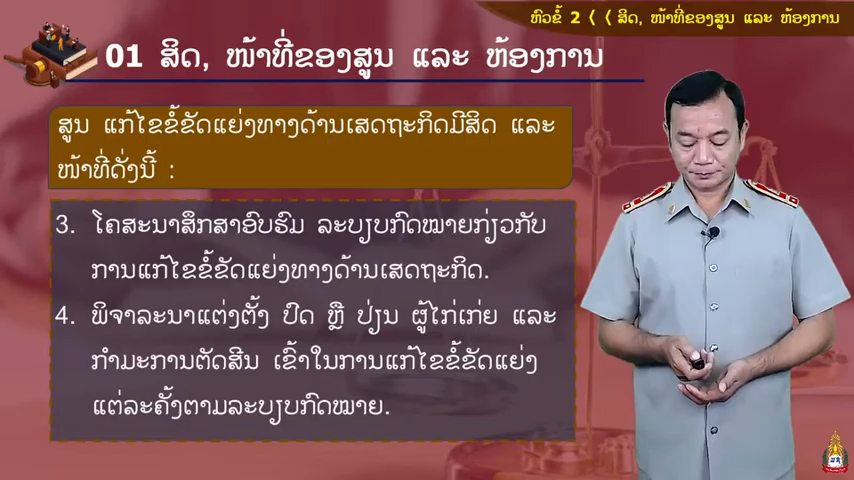 ຫົວຂໍ້ 2 ⟨ ⟨ ສິດ, ໜ້າທີ່ຂອງສູນ ແລະ ຫ້ອງການ
01 ສິດ, ໜ້າທີ່ຂອງສູນ ແລະ ຫ້ອງການ
ສູນ ແກ້ໄຂຂໍ້ຂັດແຍ່ງທາງດ້ານເສດຖະກິດມີສິດ ແລະ
ໜ້າທີ່ດັ່ງນີ້ :
3. ໂຄສະນາສຶກສາອົບຮົມ ລະບຽບກົດໝາຍກ່ຽວກັບ
ການແກ້ໄຂຂໍ້ຂັດແຍ່ງທາງດ້ານເສດຖະກິດ.
4. ພິຈາລະນາແຕ່ງຕັ້ງ ປົດ ຫຼື ປ່ຽນ ຜູ້ໄກ່ເກ່ຍ ແລະ
ກຳມະການຕັດສີນ ເຂົ້າໃນການແກ້ໄຂຂໍ້ຂັດແຍ່ງ
ແຕ່ລະຄັ້ງຕາມລະບຽບກົດໝາຍ.